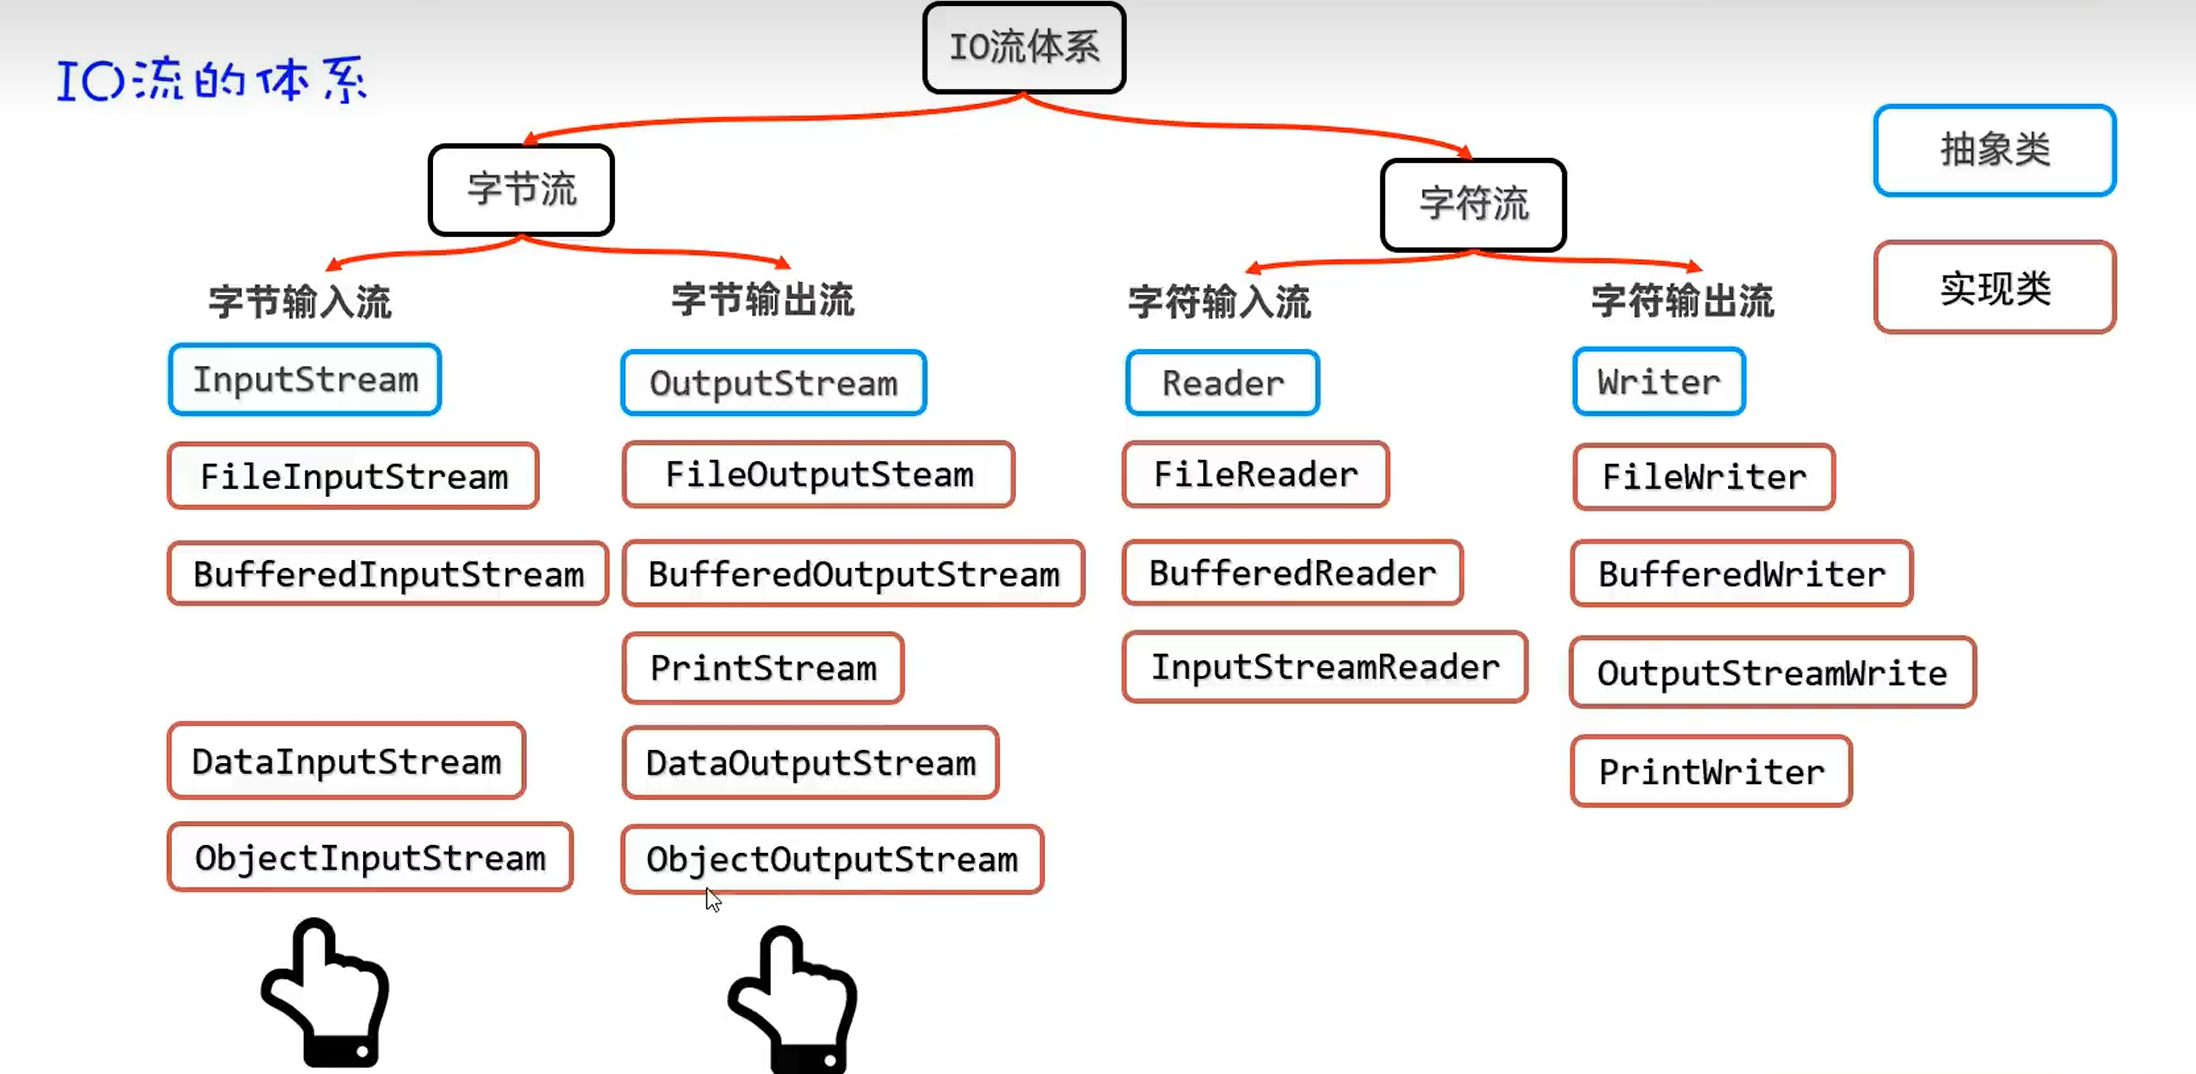 IO流体系
IO流的体系
字节流
字符流
抽象类
实现类
字节输入流
字节输出流
字符输入流
字符输出流
InputStream
OutputStream
Reader
Writer
FileInputStream
FileOutputSteam
FileReader
FileWriter
BufferedInputStream
BufferedOutputStream
BufferedReader
BufferedWriter
PrintStream
InputStreamReader
OutputStreamWrite
DataInputStream
DataOutputStream
PrintWriter
ObjectInputStream
ObjectOutputStream